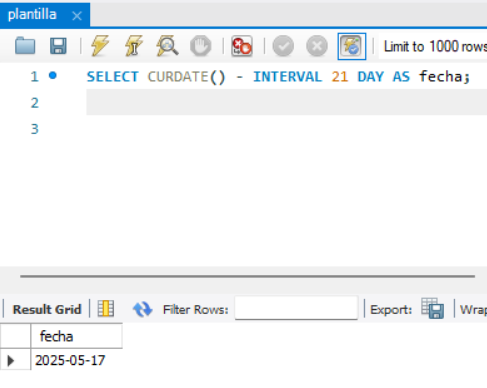 plantilla
Limit to 1000 rows
1 SELECT CURDATE() - INTERVAL 21 DAY AS fecha;
2
3
Result Grid Filter Rows: Export: Wrap
fecha
2025-05-17